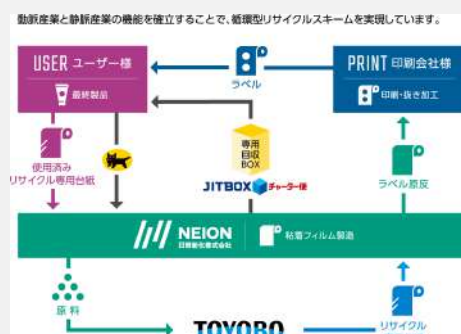 動脈産業と静脈産業の機能を確立することで、循環型リサイクルスキームを実現しています。
USER ユーザー様
最終製品
ラベル
PRINT 印刷会社様
印刷・抜き加工
使用済み
リサイクル専用台紙
専用
回収
BOX
JITBOX チャーター便
ラベル原反
NEION
日榮新化株式会社
粘着フィルム製造
原料
TOYOBO
リサイクル